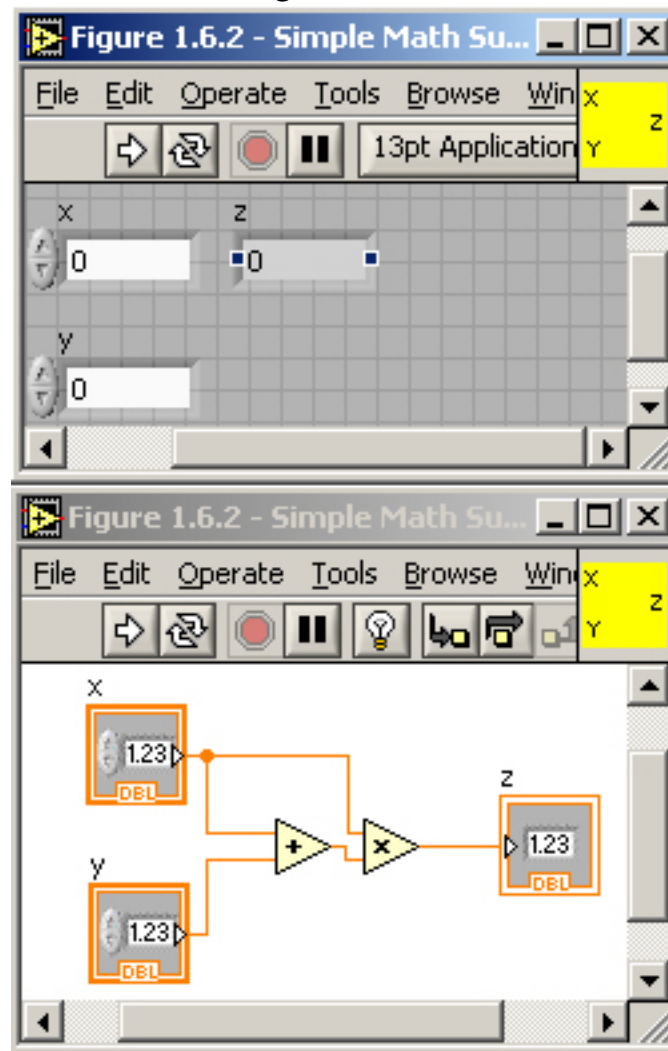 Figure 1.6.2 - Simple Math Su...
File Edit Operate Tools Browse Win
X
Z
Y
13pt Application
x z
0 0
y
0
Figure 1.6.2 - Simple Math Su...
File Edit Operate Tools Browse Win
X
Z
Y
x
1.23
DBL
z
+ x
1.23
DBL
y
1.23
DBL